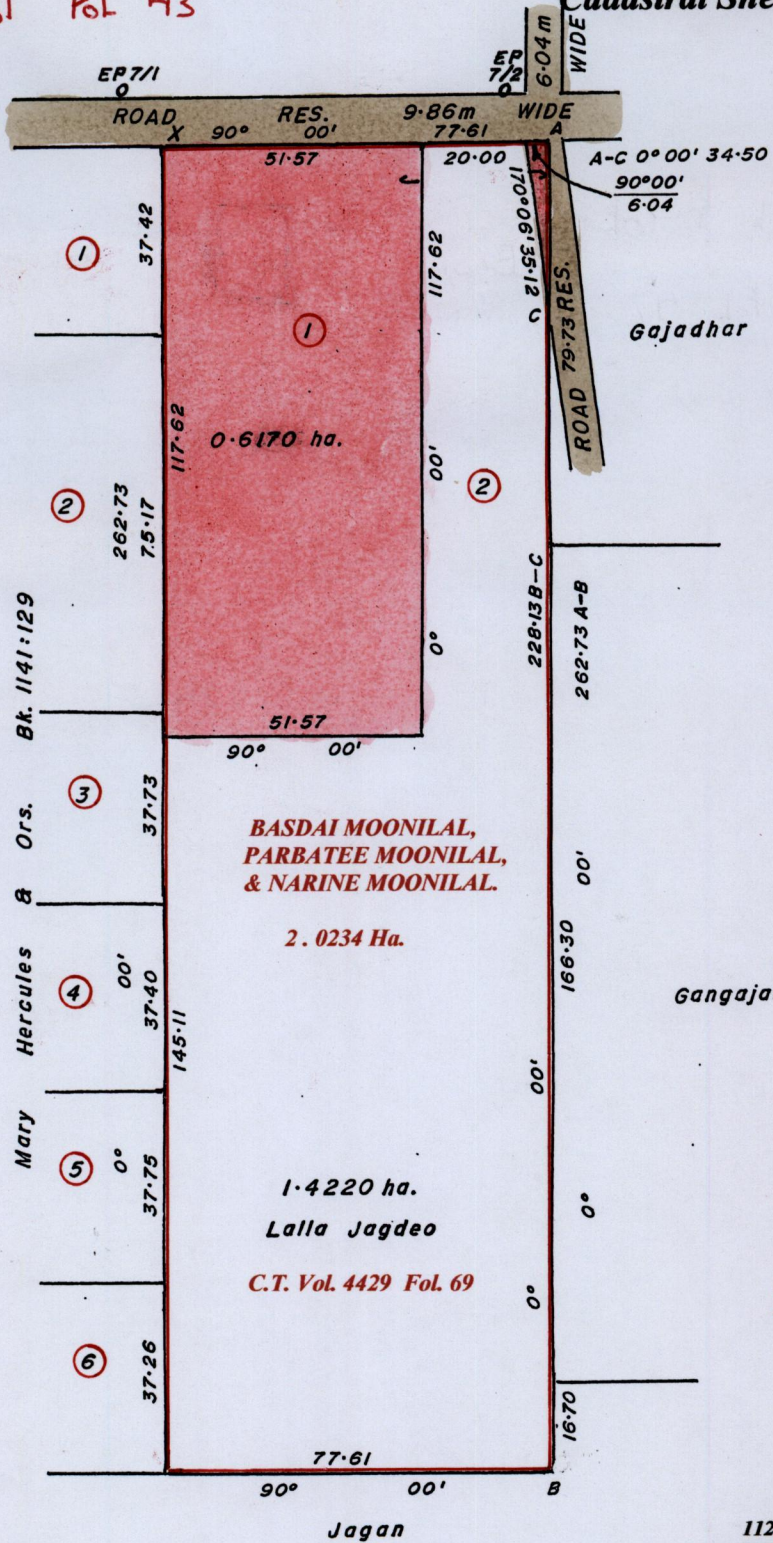 Fol 43
Cadastral She
EP 7/1
EP
7/2
6.04m WIDE
ROAD RES. 9.86m WIDE
X 90° 00' 77.61 A
51.57
20.00
A-C 0°00' 34.50
90°00'
6.04
170°06' 35.12
C
37.42
1
117.62
00'
0°
1
0.6170 ha.
117.62
2
262.73
75.17
2
ROAD RES.
79.73
Gajadhar
228.13 B-C
262.73 A-B
51.57
90° 00'
Mary Hercules & Ors. Bk. 1141:129
3
37.73
BASDAI MOONILAL,
PARBATEE MOONILAL,
& NARINE MOONILAL.
2 . 0234 Ha.
00'
166.30
0°
Gangaja
4
00'
37.40
145.11
00'
0°
5
0°
37.75
1.4220 ha.
Lalla Jagdeo
C.T. Vol. 4429 Fol. 69
6
37.26
16.70
77.61
90° 00' B
Jagan
112